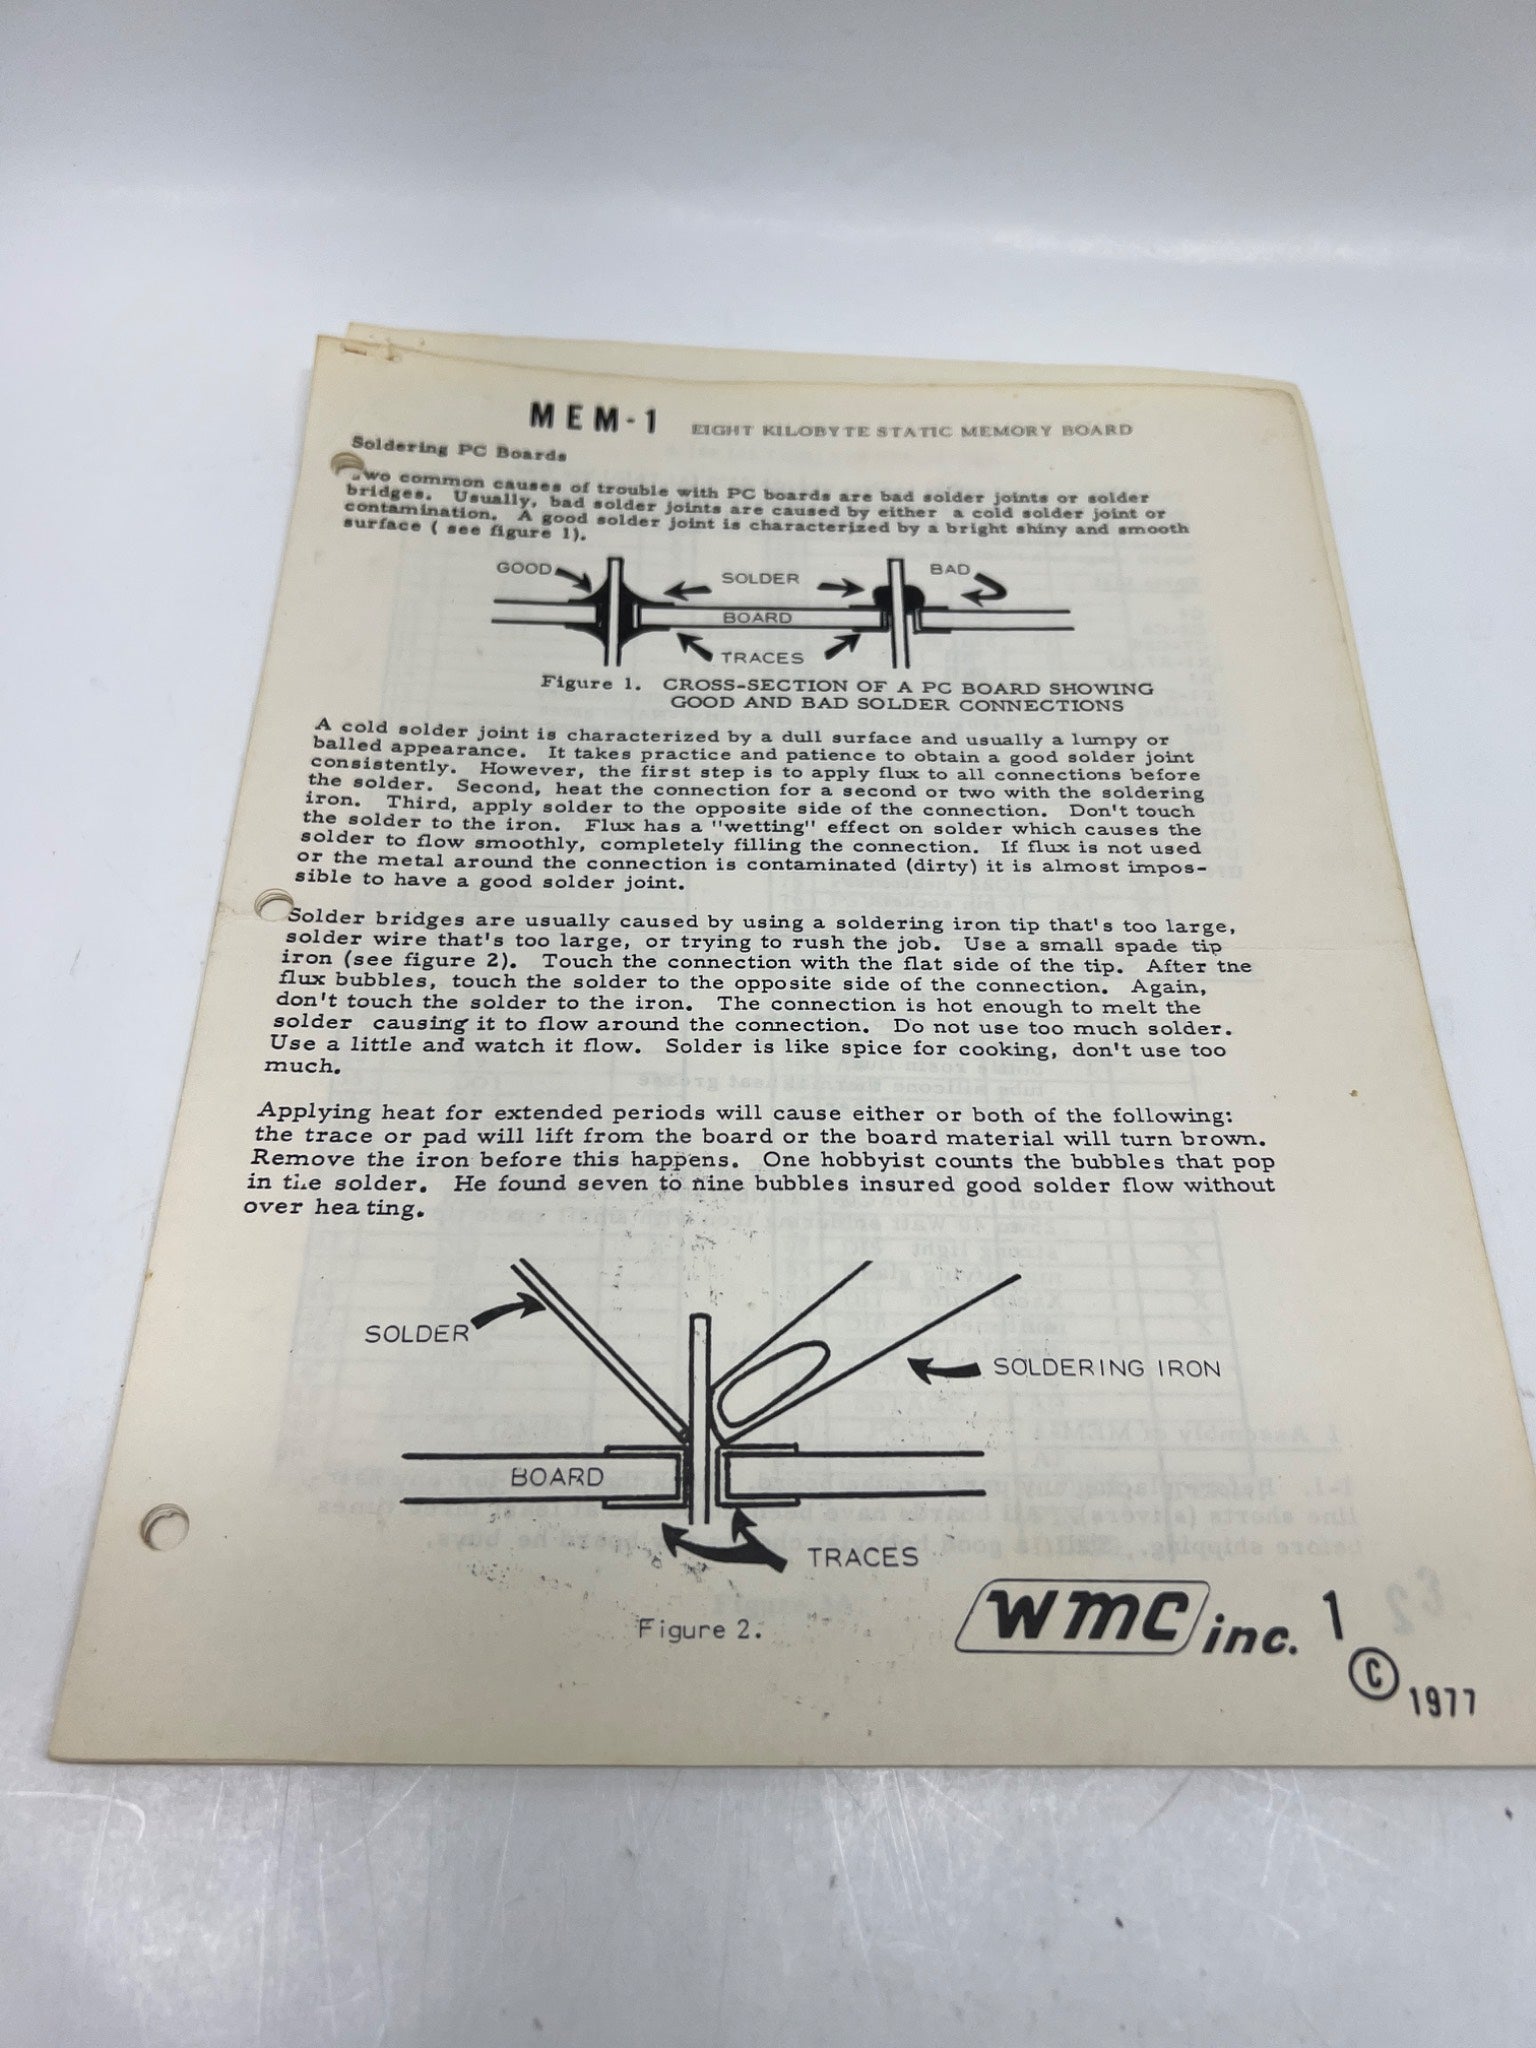 MEM-1 EIGHT KILOBYTE STATIC MEMORY BOARD
Soldering PC Boards
Two common causes of trouble with PC boards are bad solder joints or solder
bridges. Usually, bad solder joints are caused by either a cold solder joint or
contamination. A good solder joint is characterized by a bright shiny and smooth
surface ( see figure 1).
GOOD SOLDER BAD
BOARD
TRACES
Figure 1. CROSS-SECTION OF A PC BOARD SHOWING
GOOD AND BAD SOLDER CONNECTIONS
A cold solder joint is characterized by a dull surface and usually a lumpy or
balled appearance. It takes practice and patience to obtain a good solder joint
consistently. However, the first step is to apply flux to all connections before
the solder. Second, heat the connection for a second or two with the soldering
iron. Third, apply solder to the opposite side of the connection. Don't touch
the solder to the iron. Flux has a "wetting" effect on solder which causes the
solder to flow smoothly, completely filling the connection. If flux is not used
or the metal around the connection is contaminated (dirty) it is almost impos-
sible to have a good solder joint.
Solder bridges are usually caused by using a soldering iron tip that's too large,
solder wire that's too large, or trying to rush the job. Use a small spade tip
iron (see figure 2). Touch the connection with the flat side of the tip. After the
flux bubbles, touch the solder to the opposite side of the connection. Again,
don't touch the solder to the iron. The connection is hot enough to melt the
solder causing it to flow around the connection. Do not use too much solder.
Use a little and watch it flow. Solder is like spice for cooking, don't use too
much.
Applying heat for extended periods will cause either or both of the following:
the trace or pad will lift from the board or the board material will turn brown.
Remove the iron before this happens. One hobbyist counts the bubbles that pop
in the solder. He found seven to nine bubbles insured good solder flow without
over heating.
SOLDER
SOLDERING IRON
BOARD
TRACES
Figure 2.
WMC inc. 1
© 1977